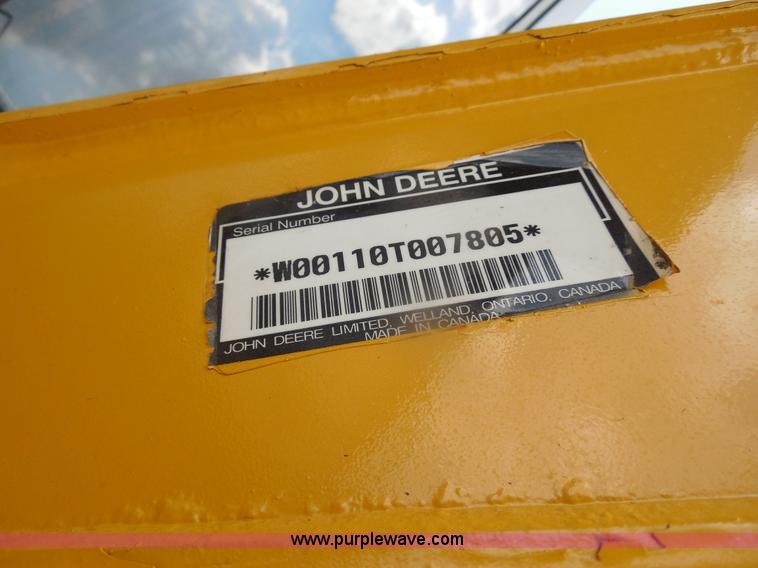 JOHN DEERE
Serial Number
*W00110T007805*
JOHN DEERE LIMITED, WELLAND, ONTARIO, CANADA
MADE IN CANADA
www.purplewave.com